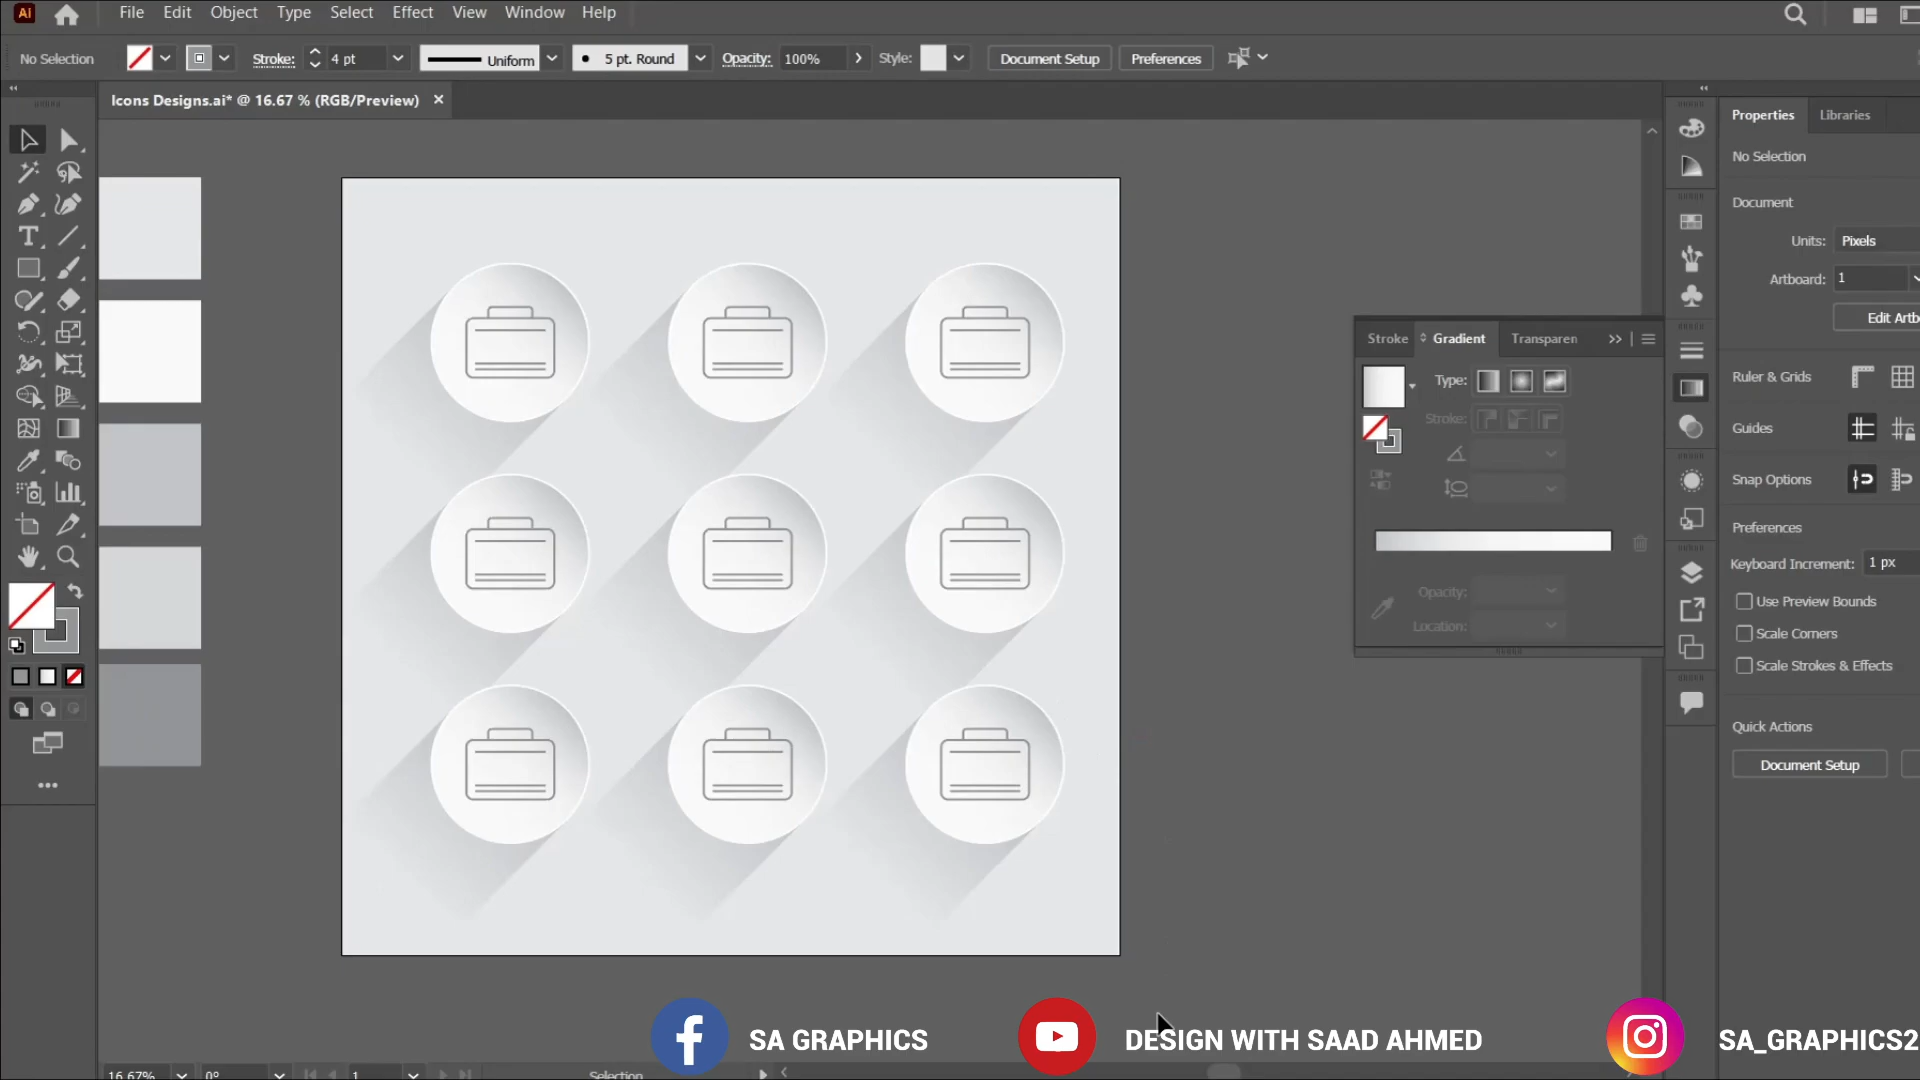 Ai File Edit Object Type Select Effect View Window Help
No Selection Stroke: 4 pt Uniform 5 pt. Round Opacity: 100% Style: Document Setup Preferences
Icons Designs.ai* @ 16.67 % (RGB/Preview) ×
Properties Libraries
No Selection
Document
Units: Pixels
Artboard: 1
Edit Artb
Ruler & Grids
Guides
Snap Options
Preferences
Keyboard Increment: 1 px
Use Preview Bounds
Scale Corners
Scale Strokes & Effects
Quick Actions
Document Setup
Stroke Gradient Transparen
Type:
Stroke:
Opacity:
Location:
SA GRAPHICS
DESIGN WITH SAAD AHMED
SA_GRAPHICS2
16.67% 0° 1 Selection